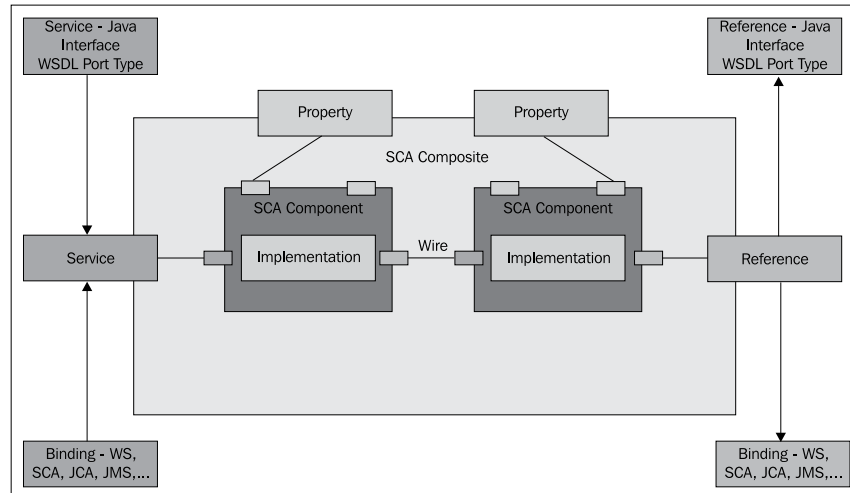 Service - Java
Interface
WSDL Port Type
Reference - Java
Interface
WSDL Port Type
Property
Property
SCA Composite
SCA Component
SCA Component
Service
Implementation
Wire
Implementation
Reference
Binding - WS,
SCA, JCA, JMS,...
Binding - WS,
SCA, JCA, JMS,...